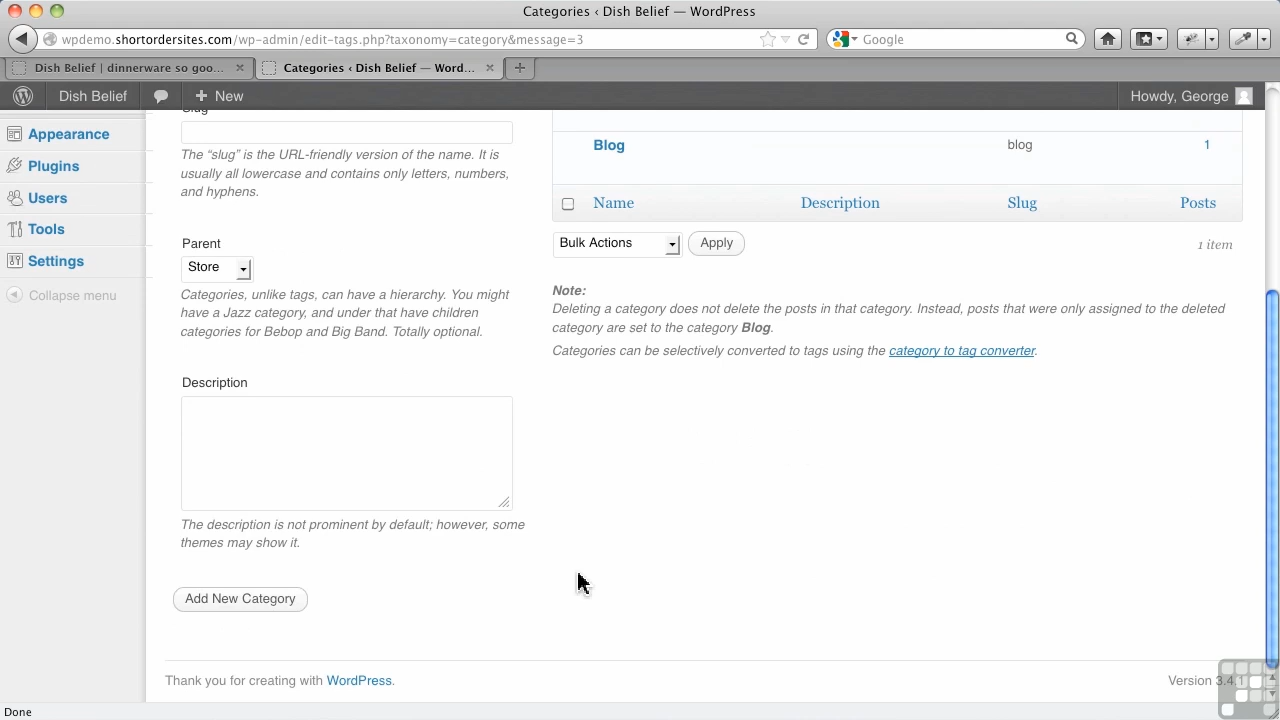 Categories ‹ Dish Belief — WordPress
wpdemo.shortordersites.com/wp-admin/edit-tags.php?taxonomy=category&message=3
Google
Dish Belief | dinnerware so goo...
Categories ‹ Dish Belief — Word...
Dish Belief
New
Howdy, George
Appearance
Plugins
Users
Tools
Settings
Collapse menu
Slug
The “slug” is the URL-friendly version of the name. It is
usually all lowercase and contains only letters, numbers,
and hyphens.
Parent
Store
Categories, unlike tags, can have a hierarchy. You might
have a Jazz category, and under that have children
categories for Bebop and Big Band. Totally optional.
Description
The description is not prominent by default; however, some
themes may show it.
Add New Category
Blog blog 1
Name Description Slug Posts
Bulk Actions Apply 1 item
Note:
Deleting a category does not delete the posts in that category. Instead, posts that were only assigned to the deleted
category are set to the category Blog.
Categories can be selectively converted to tags using the category to tag converter.
Thank you for creating with WordPress.
Version 3.4.1
Done